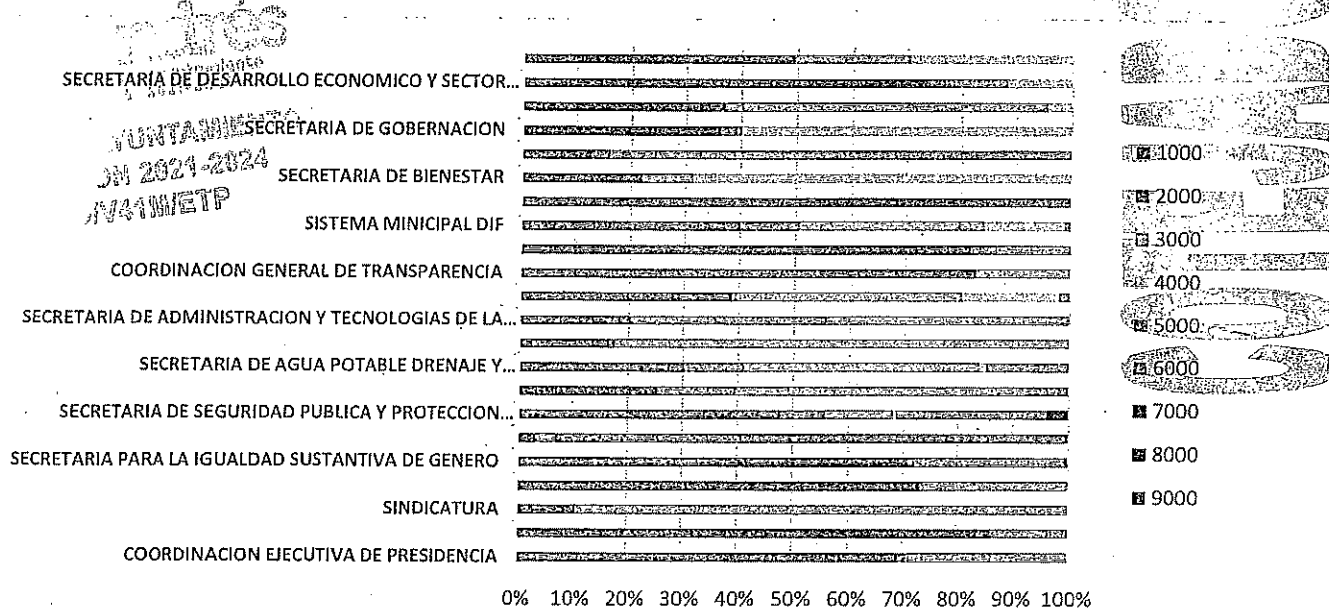 SECRETARIA DE DESARROLLO ECONOMICO Y SECTOR...
SECRETARIA DE GOBERNACION
SECRETARIA DE BIENESTAR
SISTEMA MINICIPAL DIF
COORDINACION GENERAL DE TRANSPARENCIA
SECRETARIA DE ADMINISTRACION Y TECNOLOGIAS DE LA...
SECRETARIA DE AGUA POTABLE DRENAJE Y...
SECRETARIA DE SEGURIDAD PUBLICA Y PROTECCION...
SECRETARIA PARA LA IGUALDAD SUSTANTIVA DE GENERO
SINDICATURA
COORDINACION EJECUTIVA DE PRESIDENCIA
0% 10% 20% 30% 40% 50% 60% 70% 80% 90% 100%
1000
2000
3000
4000
5000
6000
7000
8000
9000
2021-2024